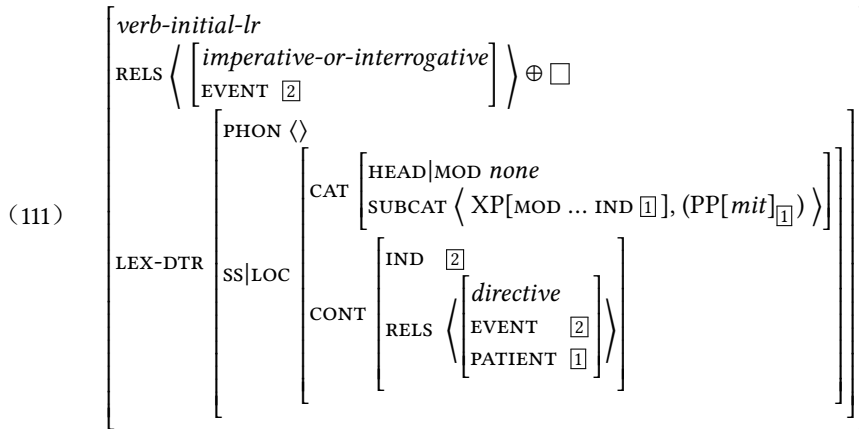 verb-initial-lr
RELS ⟨ [imperative-or-interrogative
EVENT [2]] ⟩ ⊕ □
PHON ⟨⟩
HEAD|MOD none
CAT
SUBCAT ⟨ XP[MOD … IND [1]], (PP[mit][1]) ⟩
(111)
LEX-DTR
SS|LOC
IND [2]
directive
CONT
RELS ⟨ EVENT [2] ⟩
PATIENT [1]